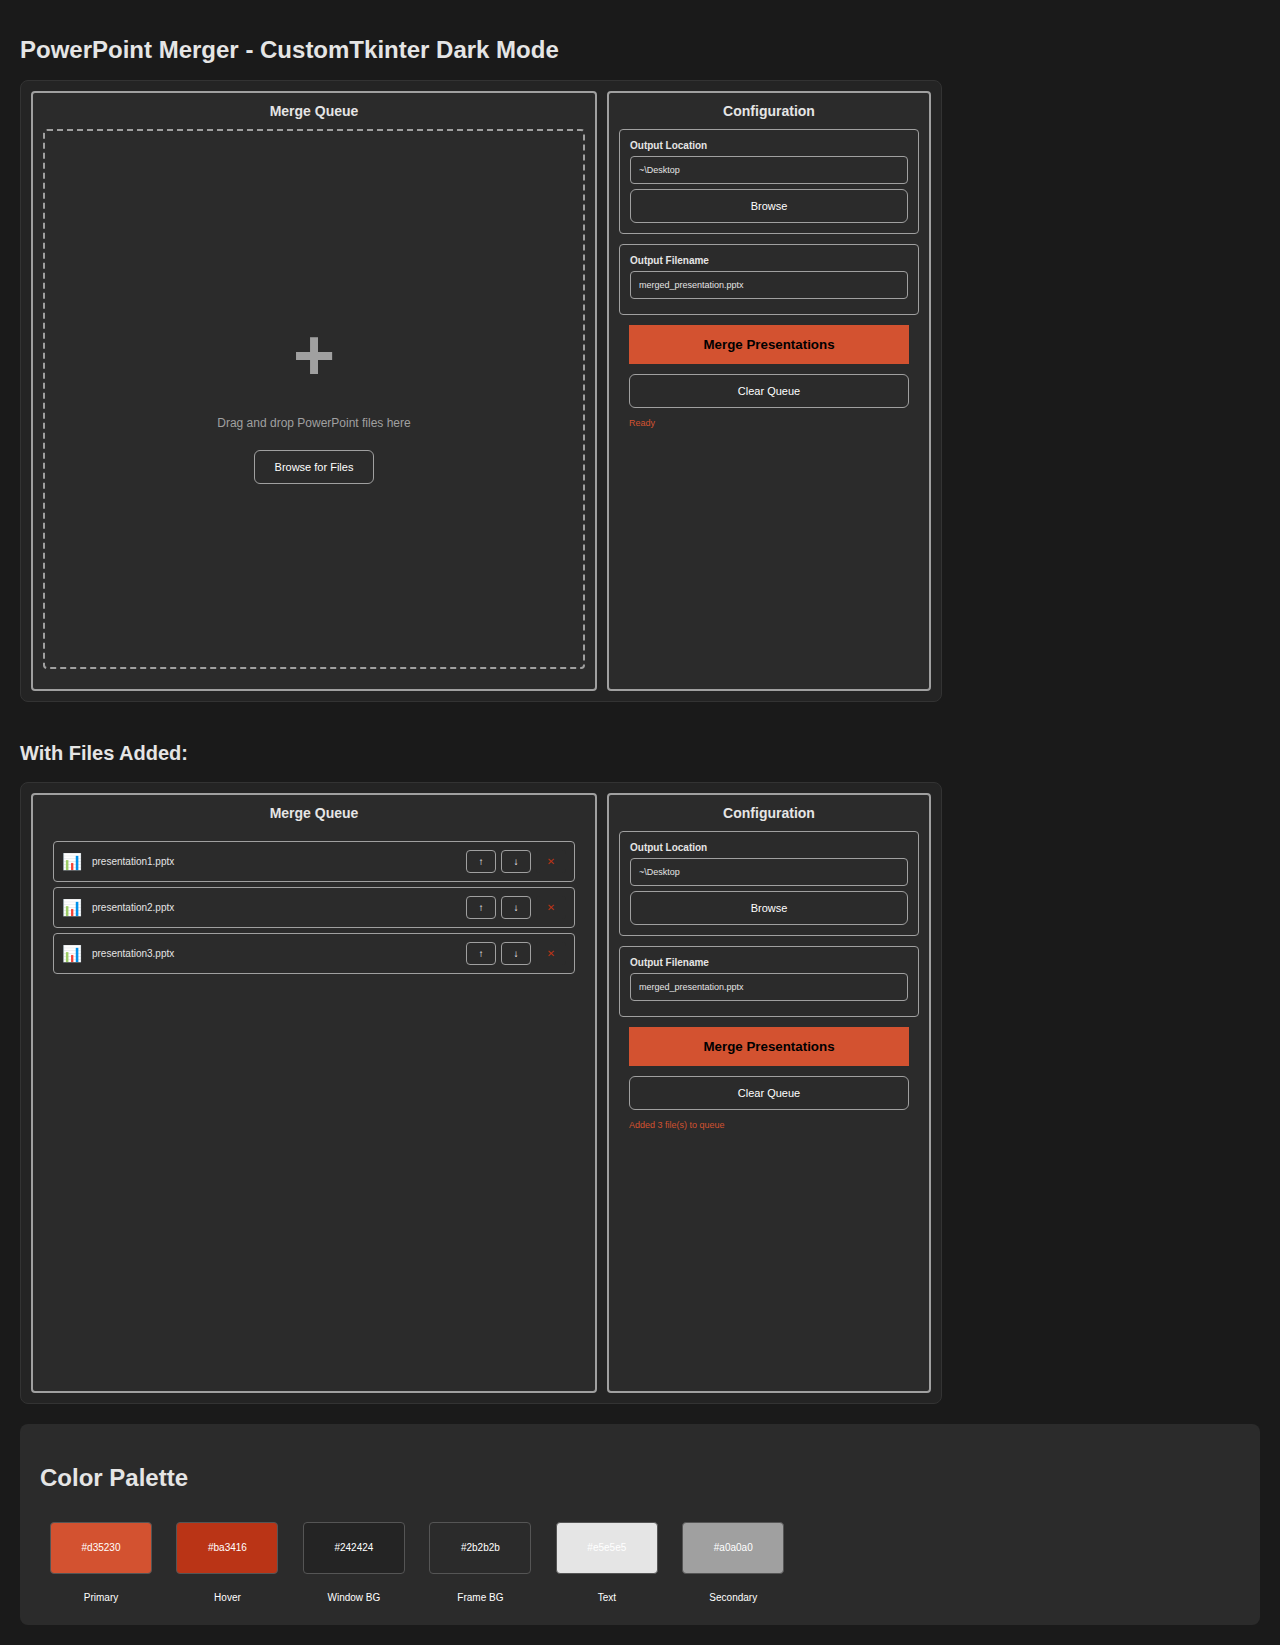 PowerPoint Merger - CustomTkinter Dark Mode
Merge Queue
Drag and drop PowerPoint files here
Browse for Files
Configuration
Output Location
~\Desktop
Browse
Output Filename
merged_presentation.pptx
Merge Presentations
Clear Queue
Ready
With Files Added:
Merge Queue
presentation1.pptx ↑ ↓ ✕
presentation2.pptx ↑ ↓ ✕
presentation3.pptx ↑ ↓ ✕
Configuration
Output Location
~\Desktop
Browse
Output Filename
merged_presentation.pptx
Merge Presentations
Clear Queue
Added 3 file(s) to queue
Color Palette
#d35230 #ba3416 #242424 #2b2b2b #e5e5e5 #a0a0a0
Primary Hover Window BG Frame BG Text Secondary